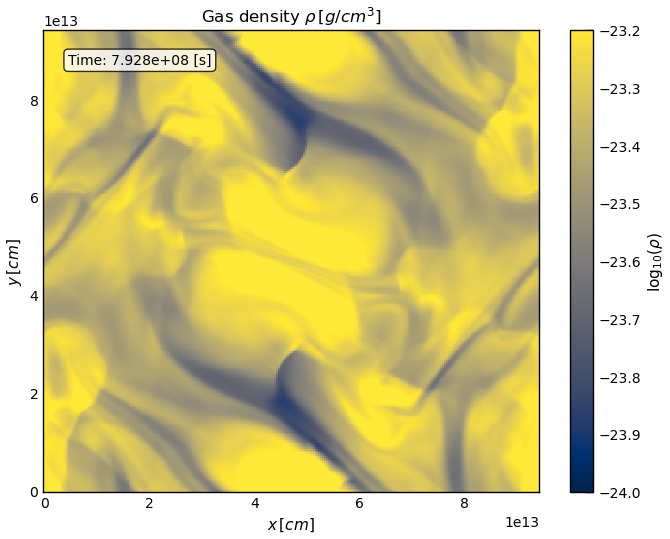 Gas density ρ [g/cm³]
1e13
Time: 7.928e+08 [s]
8
6
4
2
0
y [cm]
0 2 4 6 8
1e13
x [cm]
−23.2
−23.3
−23.4
−23.5
−23.6
−23.7
−23.8
−23.9
−24.0
log₁₀(ρ)